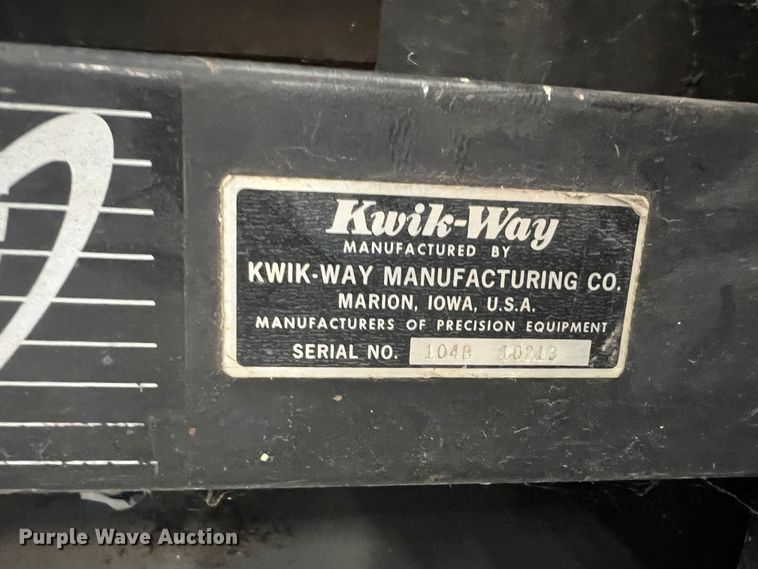 Kwik-Way
MANUFACTURED BY
KWIK-WAY MANUFACTURING CO.
MARION, IOWA, U.S.A.
MANUFACTURERS OF PRECISION EQUIPMENT
SERIAL NO. 104B 10213
Purple Wave Auction